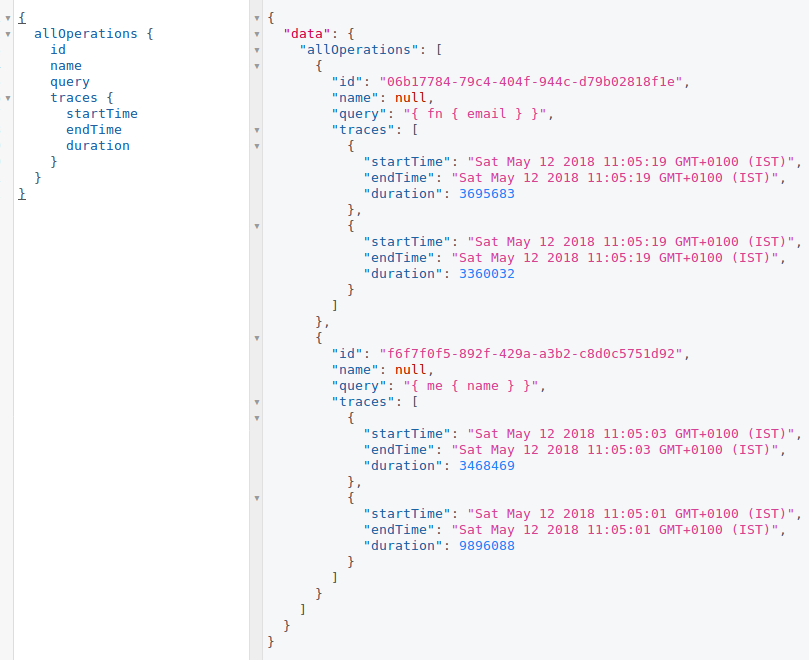 {
  allOperations {
    id
    name
    query
    traces {
      startTime
      endTime
      duration
    }
  }
}
{
  "data": {
    "allOperations": [
      {
        "id": "06b17784-79c4-404f-944c-d79b02818f1e",
        "name": null,
        "query": "{ fn { email } }",
        "traces": [
          {
            "startTime": "Sat May 12 2018 11:05:19 GMT+0100 (IST)",
            "endTime": "Sat May 12 2018 11:05:19 GMT+0100 (IST)",
            "duration": 3695683
          },
          {
            "startTime": "Sat May 12 2018 11:05:19 GMT+0100 (IST)",
            "endTime": "Sat May 12 2018 11:05:19 GMT+0100 (IST)",
            "duration": 3360032
          }
        ]
      },
      {
        "id": "f6f7f0f5-892f-429a-a3b2-c8d0c5751d92",
        "name": null,
        "query": "{ me { name } }",
        "traces": [
          {
            "startTime": "Sat May 12 2018 11:05:03 GMT+0100 (IST)",
            "endTime": "Sat May 12 2018 11:05:03 GMT+0100 (IST)",
            "duration": 3468469
          },
          {
            "startTime": "Sat May 12 2018 11:05:01 GMT+0100 (IST)",
            "endTime": "Sat May 12 2018 11:05:01 GMT+0100 (IST)",
            "duration": 9896088
          }
        ]
      }
    ]
  }
}